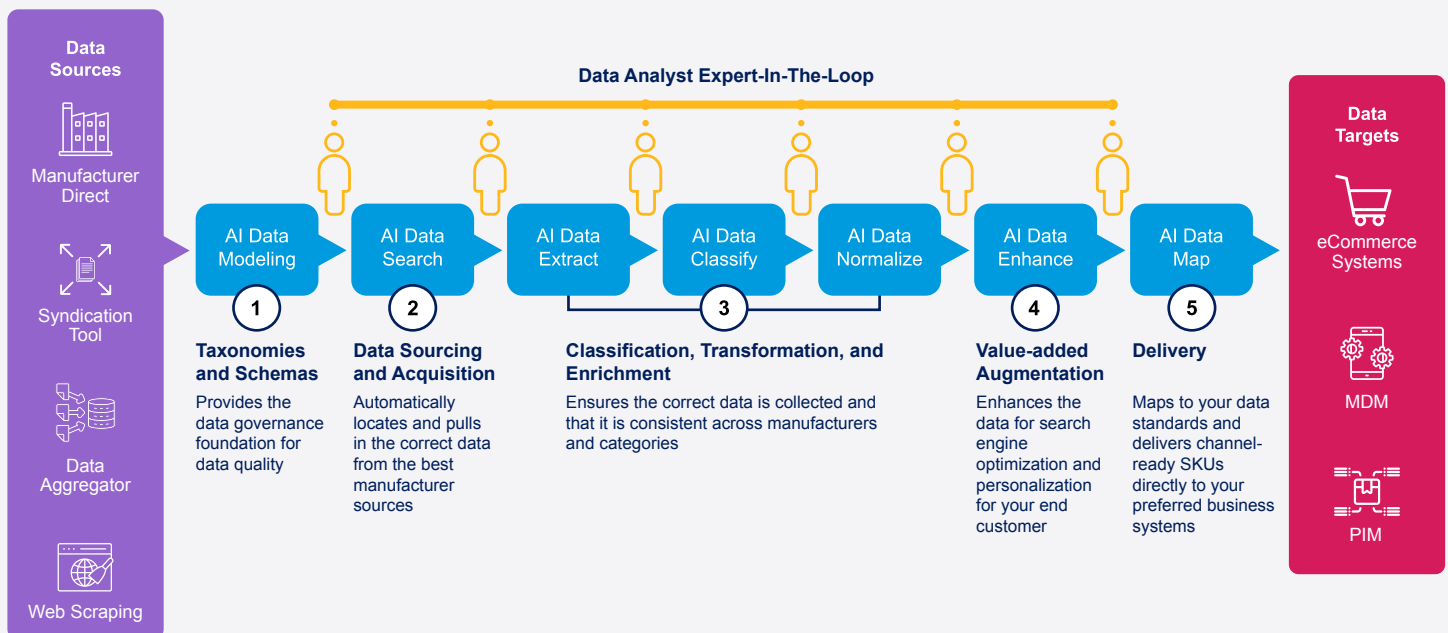 Data
Sources
Manufacturer
Direct
Syndication
Tool
Data
Aggregator
Web Scraping
Data Analyst Expert-In-The-Loop
AI Data
Modeling
AI Data
Search
AI Data
Extract
AI Data
Classify
AI Data
Normalize
AI Data
Enhance
AI Data
Map
1
Taxonomies
and Schemas
Provides the
data governance
foundation for
data quality
2
Data Sourcing
and Acquisition
Automatically
locates and pulls
in the correct data
from the best
manufacturer
sources
3
Classification, Transformation, and
Enrichment
Ensures the correct data is collected and
that it is consistent across manufacturers
and categories
4
Value-added
Augmentation
Enhances the
data for search
engine
optimization and
personalization
for your end
customer
5
Delivery
Maps to your data
standards and
delivers channel-
ready SKUs
directly to your
preferred business
systems
Data
Targets
eCommerce
Systems
MDM
PIM